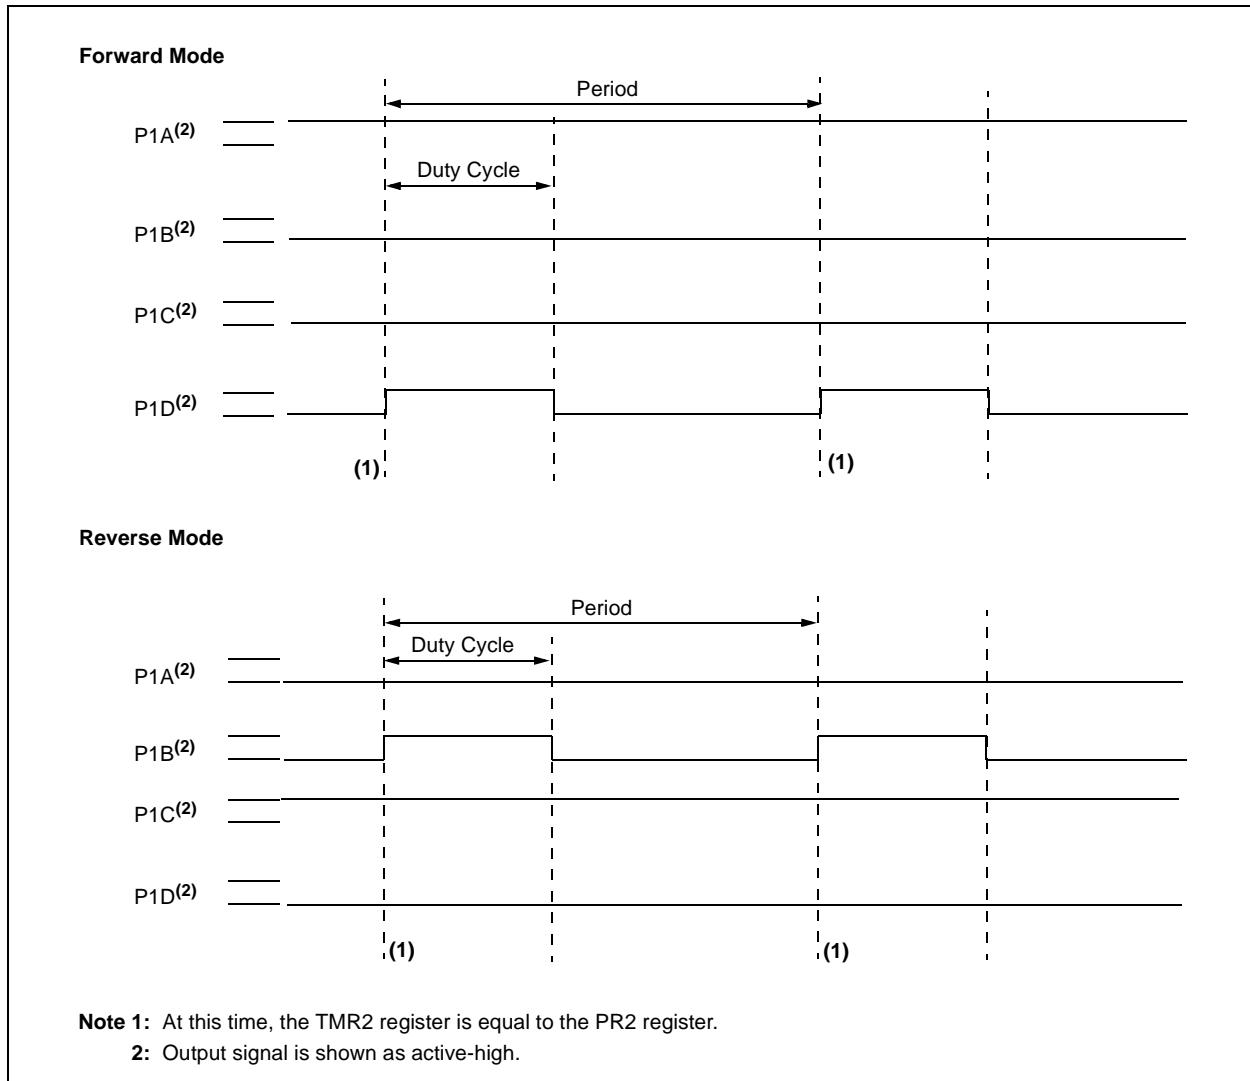 Forward Mode
Period
P1A(2)
Duty Cycle
P1B(2)
P1C(2)
P1D(2)
(1)
(1)
Reverse Mode
Period
Duty Cycle
P1A(2)
P1B(2)
P1C(2)
P1D(2)
(1)
(1)
Note 1: At this time, the TMR2 register is equal to the PR2 register.
2: Output signal is shown as active-high.